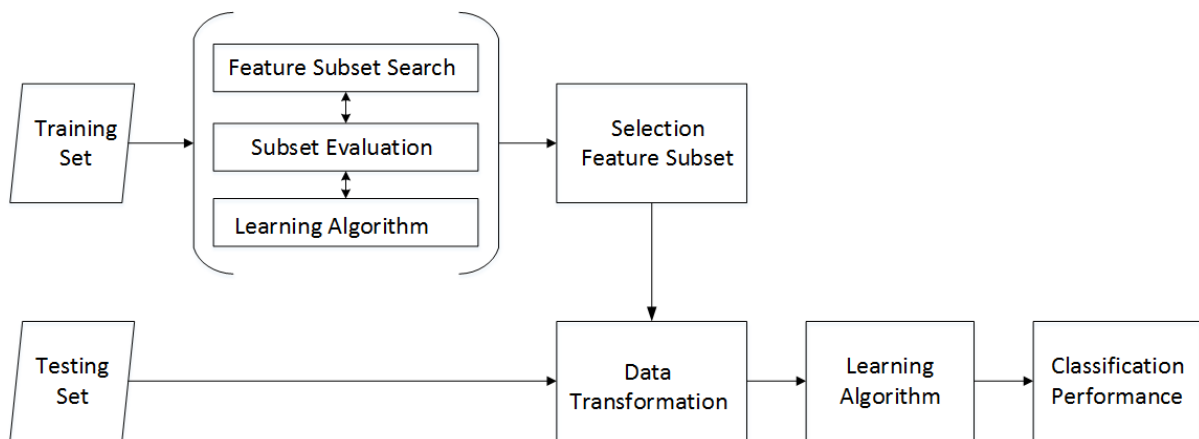 Feature Subset Search
Training
Set
Subset Evaluation
Selection
Feature Subset
Learning Algorithm
Testing
Set
Data
Transformation
Learning
Algorithm
Classification
Performance